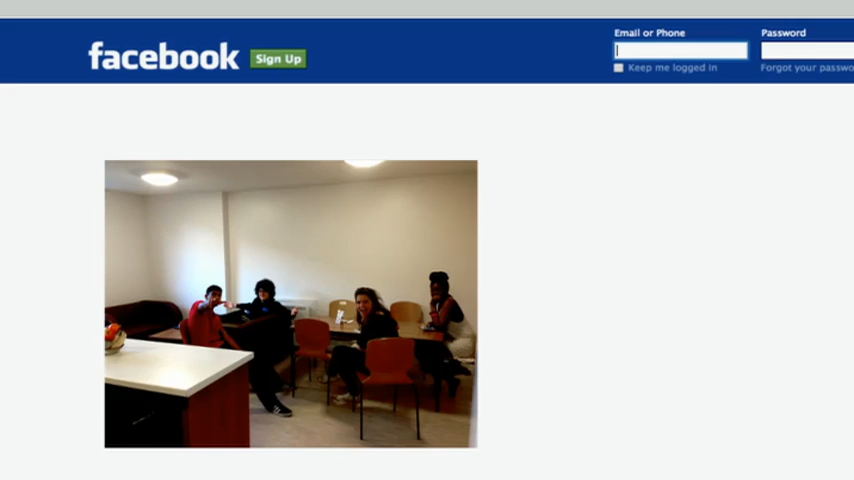 facebook
Sign Up
Email or Phone
Password
Keep me logged in
Forgot your passwo